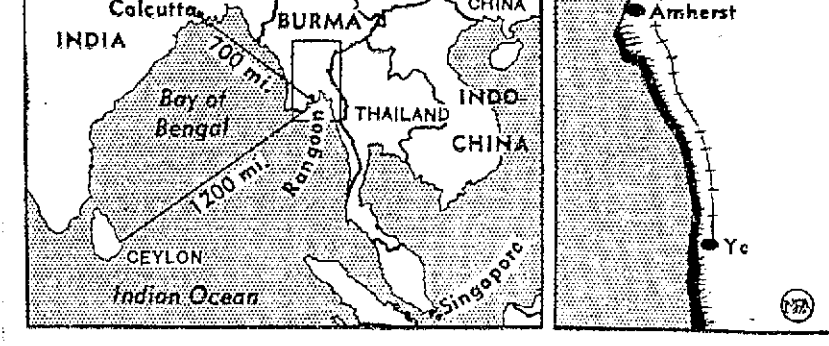 Calcutta
INDIA
BURMA
CHINA
700 mi.
Bay of
Bengal
THAILAND
INDO-
CHINA
Rangoon
1200 mi.
CEYLON
Indian Ocean
Singapore
Amherst
Ye
NEA